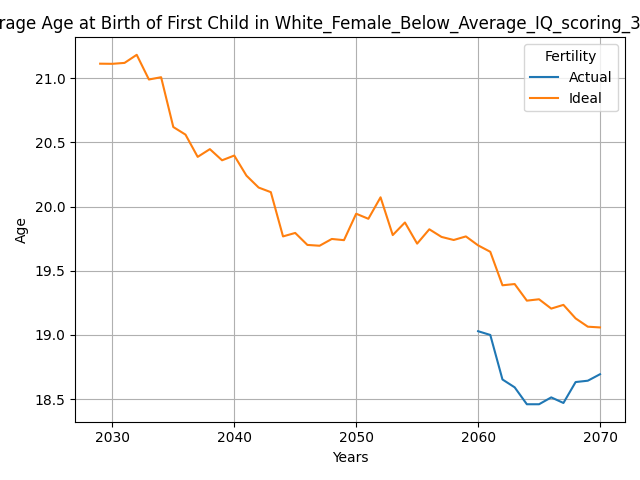 rage Age at Birth of First Child in White_Female_Below_Average_IQ_scoring_3
Fertility
Actual
Ideal
21.0
20.5
20.0
19.5
19.0
18.5
Age
2030 2040 2050 2060 2070
Years